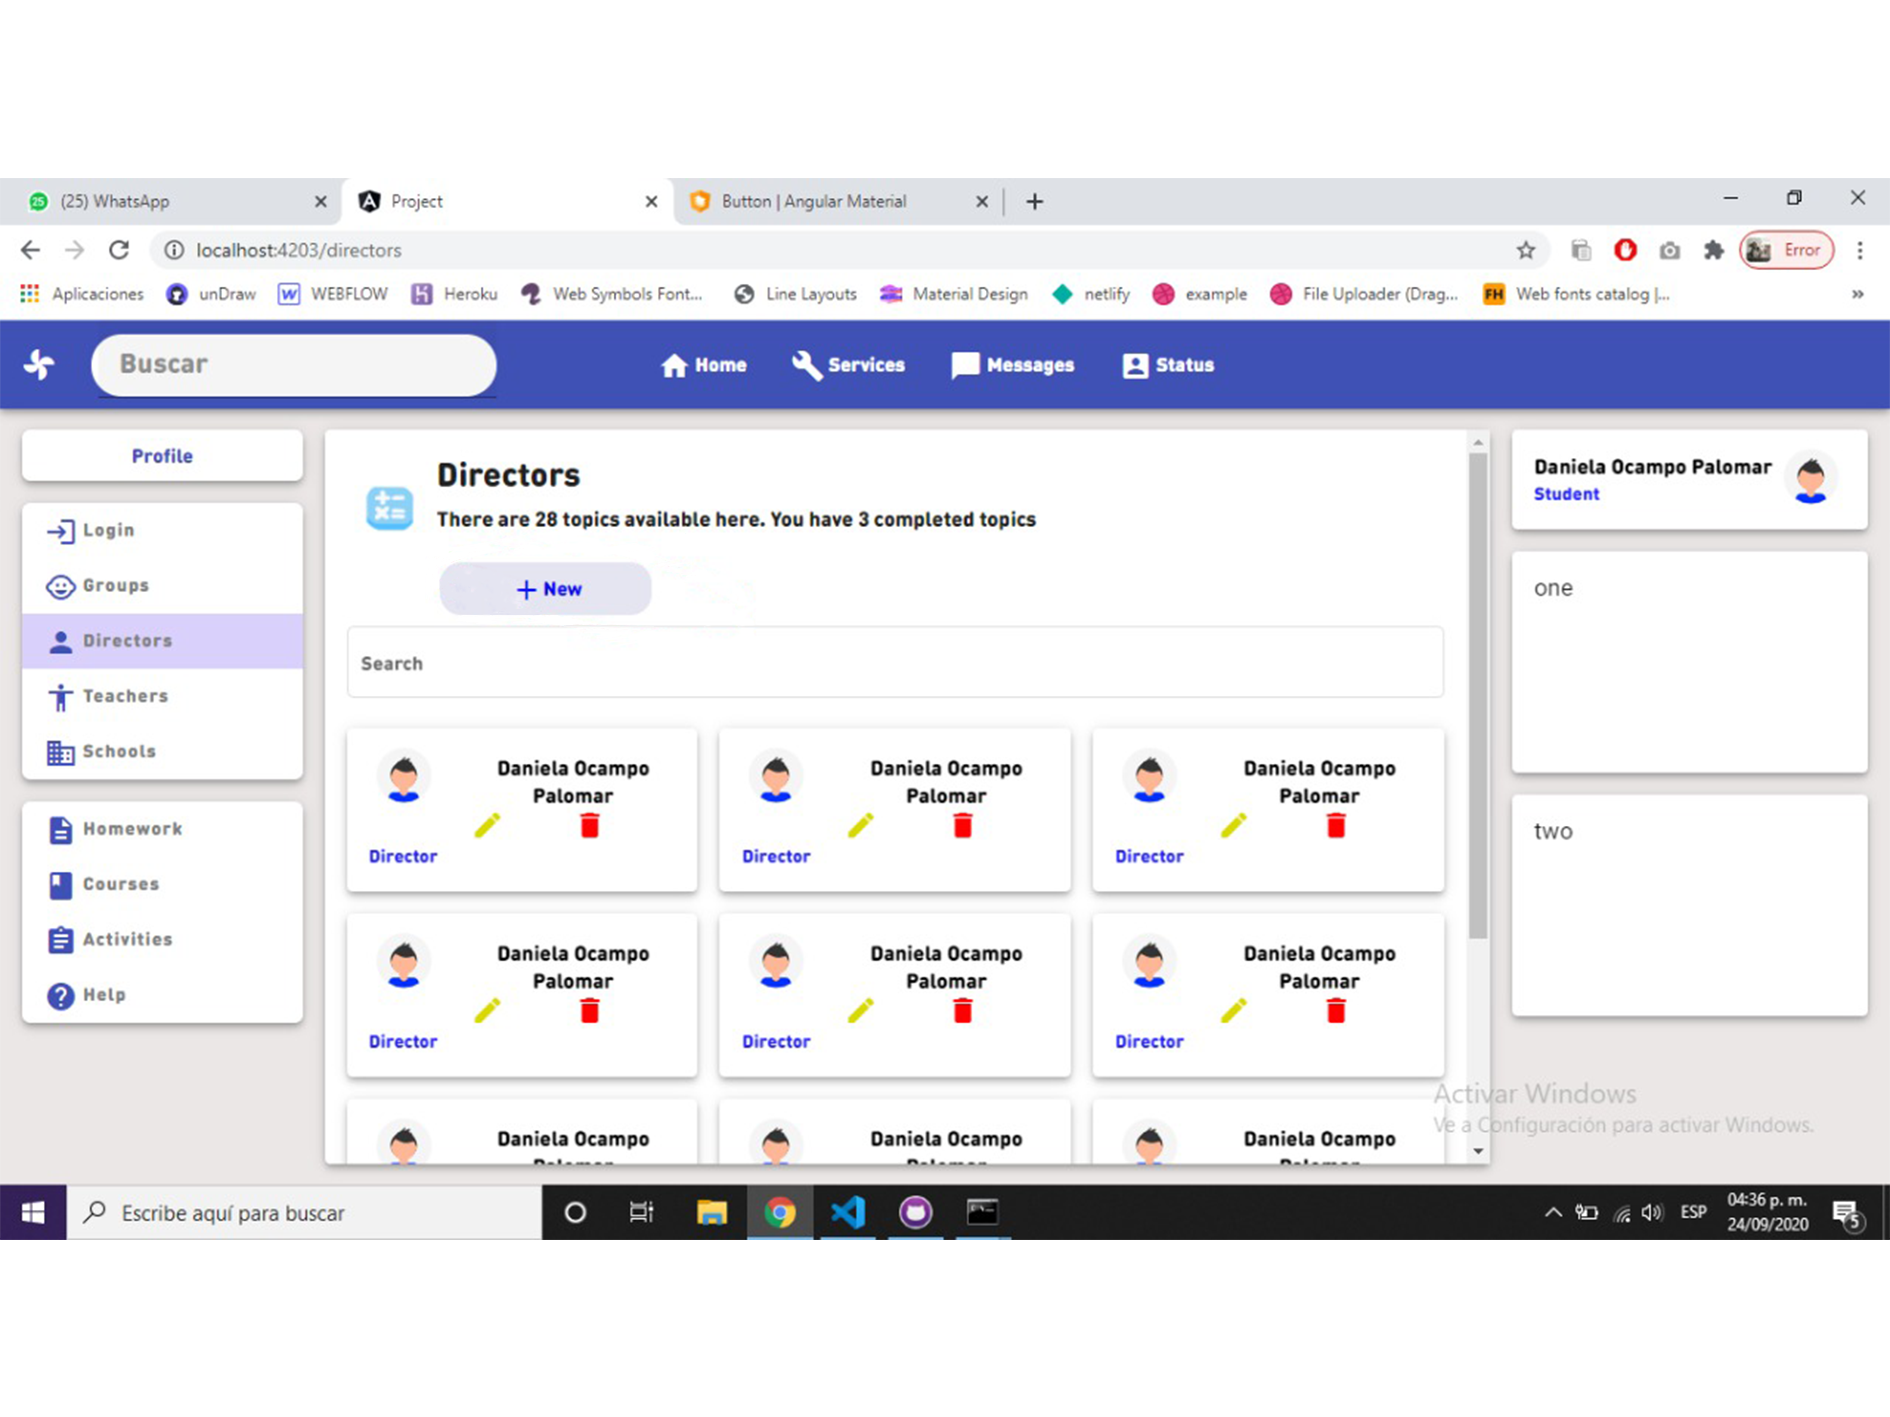 25 (25) WhatsApp
Project
Button | Angular Material
localhost:4203/directors
Error
Aplicaciones
unDraw
W WEBFLOW
Heroku
Web Symbols Font...
Line Layouts
Material Design
netlify
example
File Uploader (Drag...
FH Web fonts catalog |...
»
Buscar
Home
Services
Messages
Status
Profile
Login
Groups
Directors
Teachers
Schools
Homework
Courses
Activities
Help
Directors
There are 28 topics available here. You have 3 completed topics
+ New
Search
Daniela Ocampo
Palomar
Director
Daniela Ocampo
Palomar
Director
Daniela Ocampo
Palomar
Director
Daniela Ocampo
Palomar
Director
Daniela Ocampo
Palomar
Director
Daniela Ocampo
Palomar
Director
Daniela Ocampo
Palomar
Daniela Ocampo
Palomar
Daniela Ocampo
Palomar
Daniela Ocampo Palomar
Student
one
two
Activar Windows
Ve a Configuración para activar Windows.
Escribe aquí para buscar
ESP
04:36 p. m.
24/09/2020
5